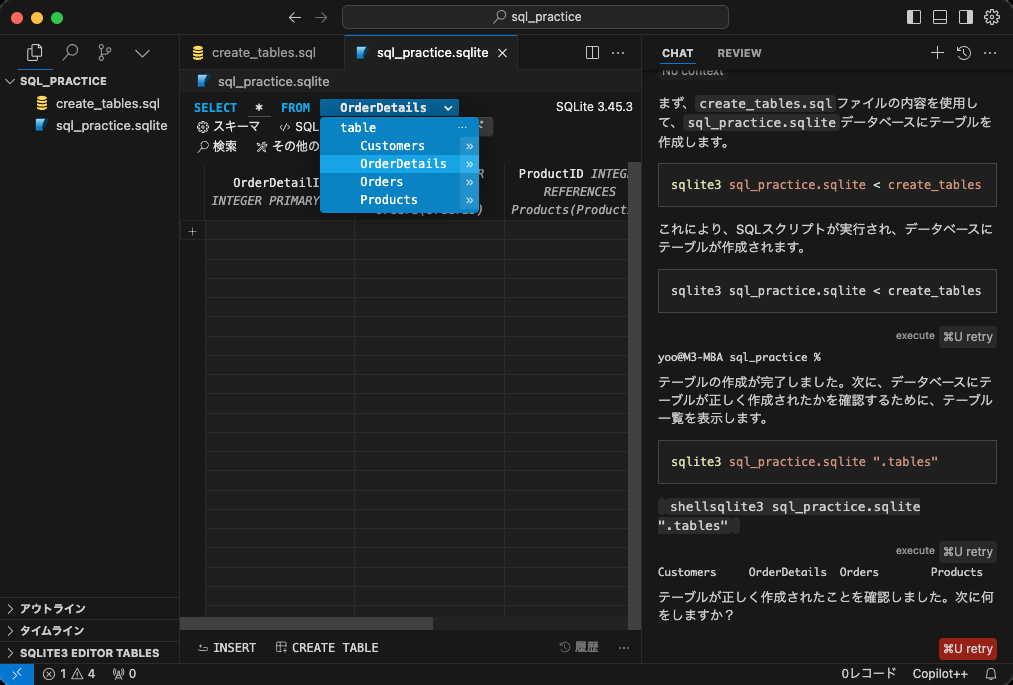 sql_practice
SQL_PRACTICE
create_tables.sql
sql_practice.sqlite
アウトライン
タイムライン
SQLITE3 EDITOR TABLES
create_tables.sql
sql_practice.sqlite
sql_practice.sqlite
SELECT * FROM OrderDetails
SQLite 3.45.3
スキーマ
SQL
検索
その他の
table
Customers
OrderDetails
Orders
Products
OrderDetailI
INTEGER PRIMARY
ProductID INTEG
REFERENCES
Products(Product
INSERT
CREATE TABLE
履歴
CHAT
REVIEW
No context
まず、 create_tables.sql ファイルの内容を使用し
て、 sql_practice.sqlite データベースにテーブルを
作成します。
sqlite3 sql_practice.sqlite < create_tables
これにより、SQLスクリプトが実行され、データベースに
テーブルが作成されます。
sqlite3 sql_practice.sqlite < create_tables
execute ⌘U retry
yoo@M3-MBA sql_practice %
テーブルの作成が完了しました。次に、データベースにテ
ーブルが正しく作成されたかを確認するために、テーブル
一覧を表示します。
sqlite3 sql_practice.sqlite ".tables"
shellsqlite3 sql_practice.sqlite
".tables"
execute ⌘U retry
Customers OrderDetails Orders Products
テーブルが正しく作成されたことを確認しました。次に何
をしますか？
⌘U retry
1 4 0
0レコード
Copilot++